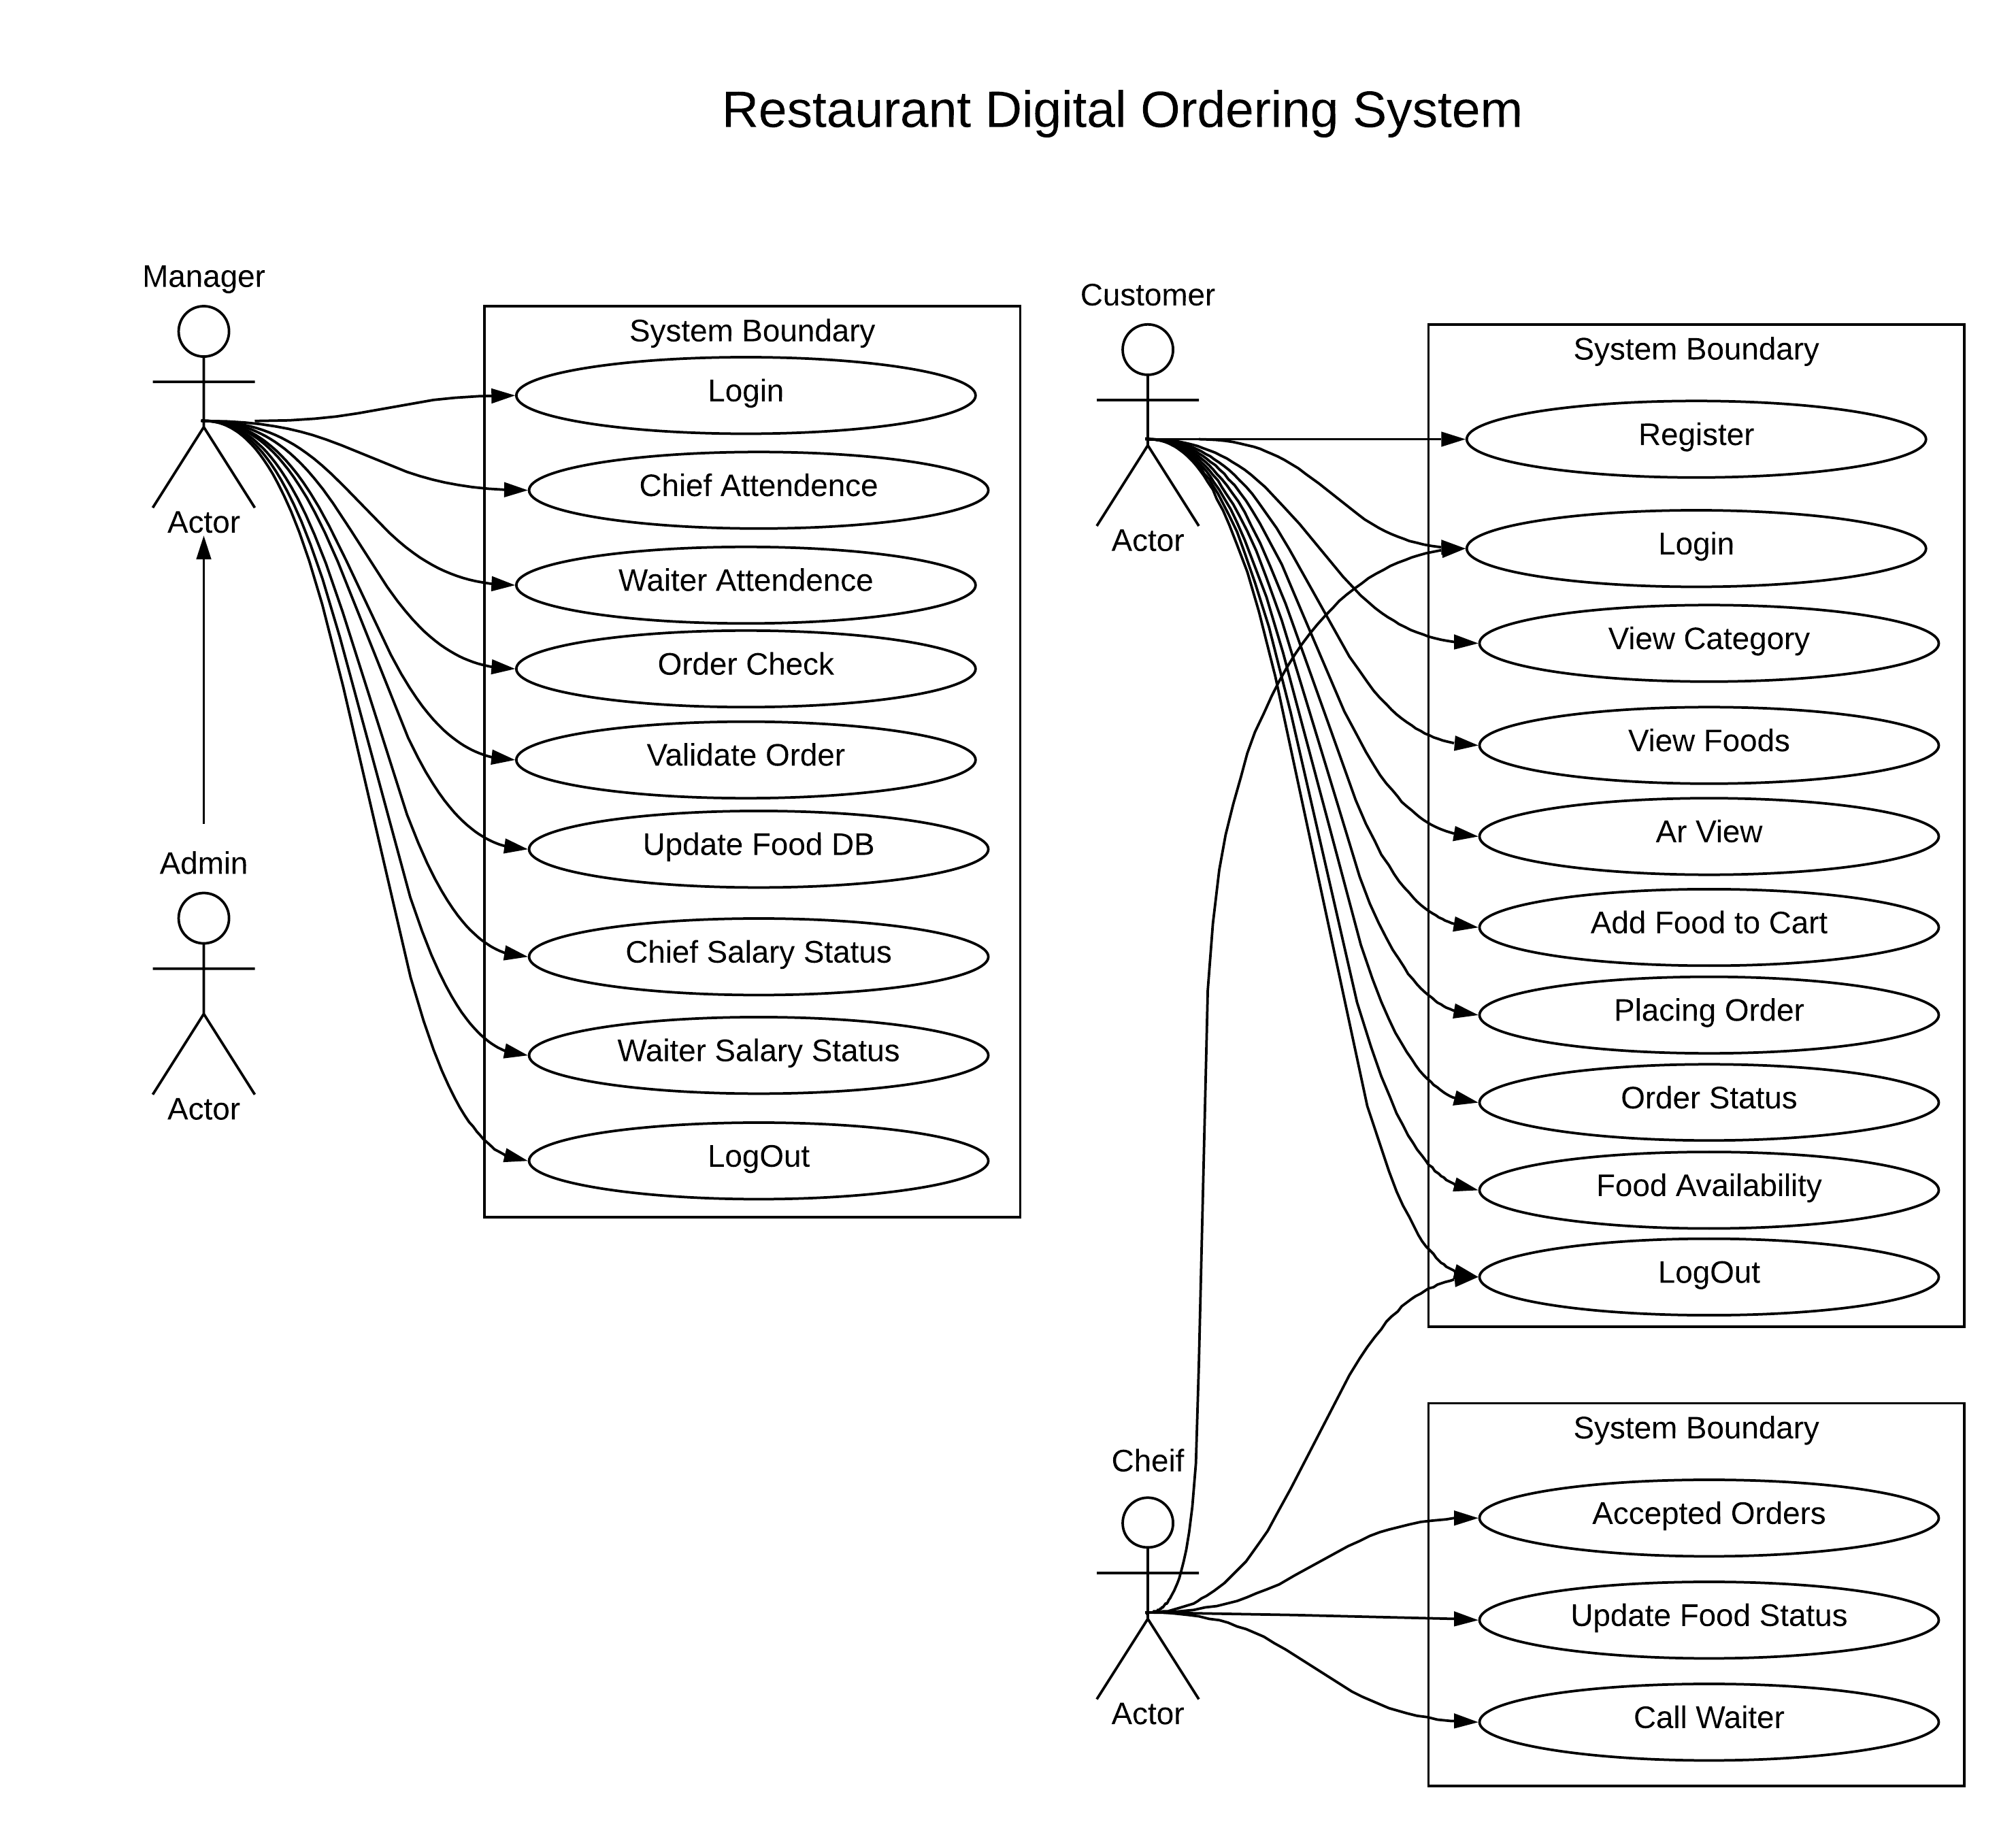 Restaurant Digital Ordering System
Manager
Actor
Admin
Actor
System Boundary
Login
Chief Attendence
Waiter Attendence
Order Check
Validate Order
Update Food DB
Chief Salary Status
Waiter Salary Status
LogOut
Customer
Actor
System Boundary
Register
Login
View Category
View Foods
Ar View
Add Food to Cart
Placing Order
Order Status
Food Availability
LogOut
Cheif
Actor
System Boundary
Accepted Orders
Update Food Status
Call Waiter